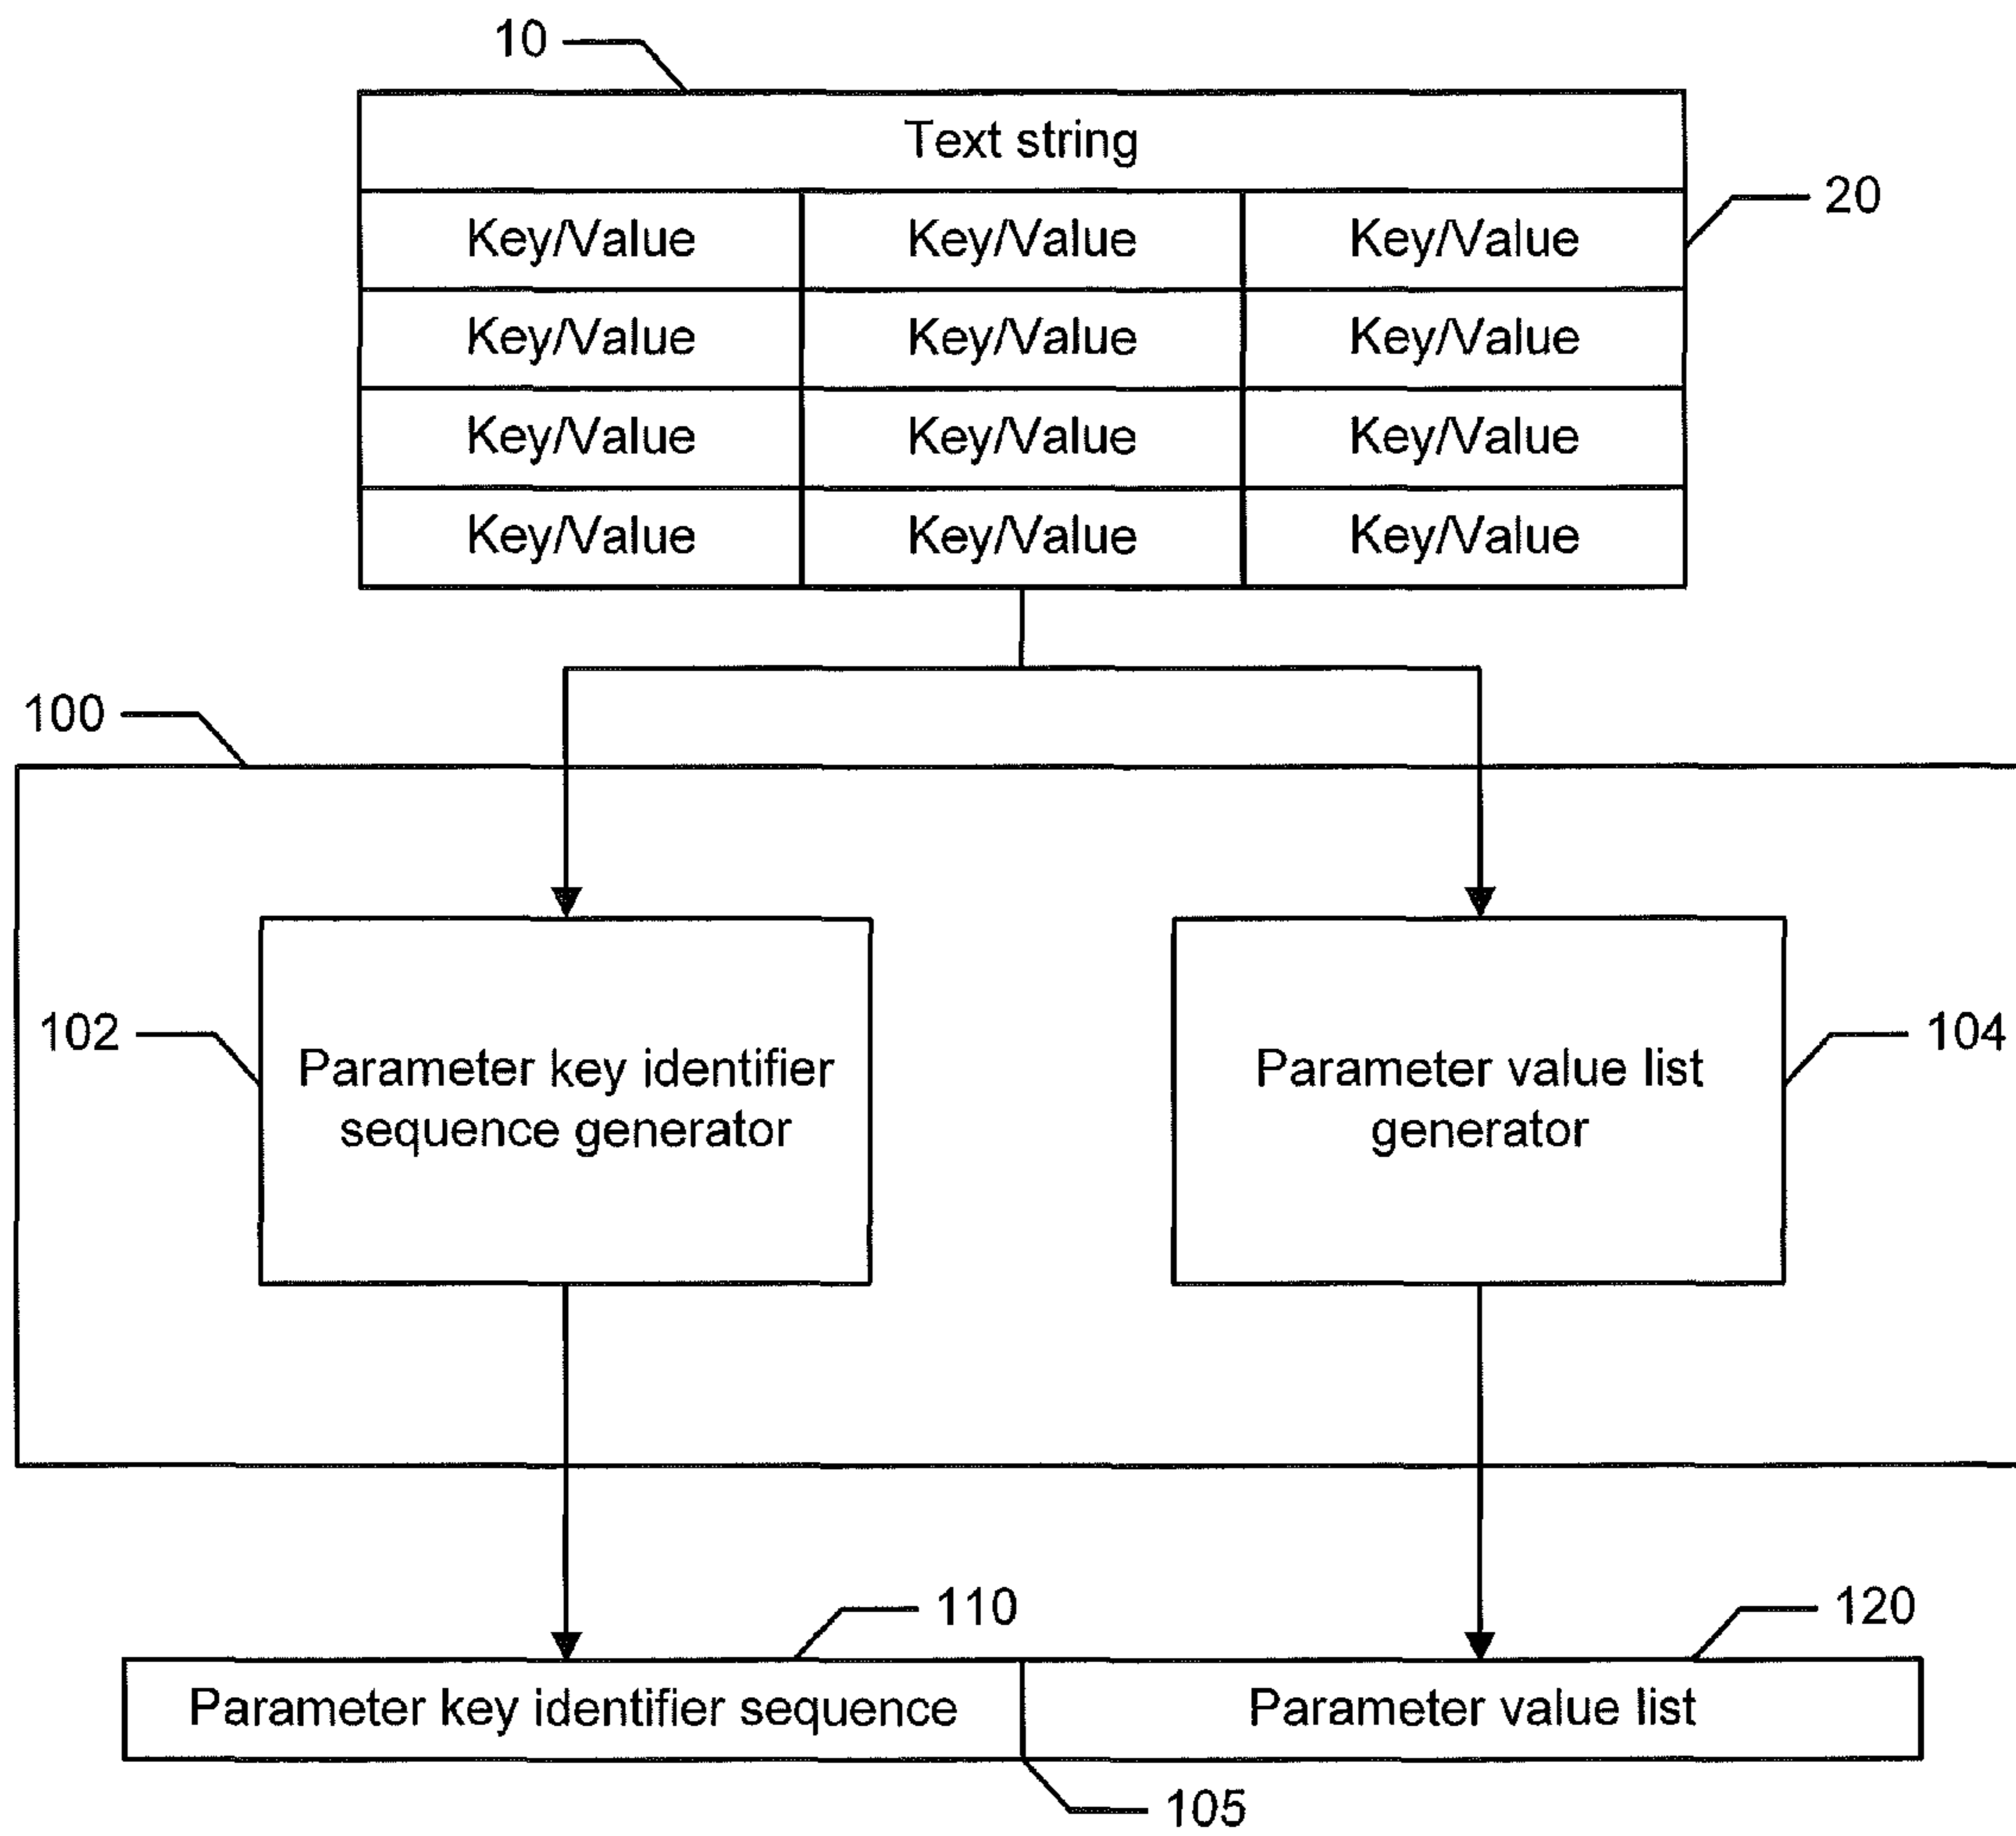 10
Text string
20
Key/Value Key/Value Key/Value
Key/Value Key/Value Key/Value
Key/Value Key/Value Key/Value
Key/Value Key/Value Key/Value
100
102
Parameter key identifier
sequence generator
Parameter value list
generator
104
110
120
Parameter key identifier sequence
Parameter value list
105